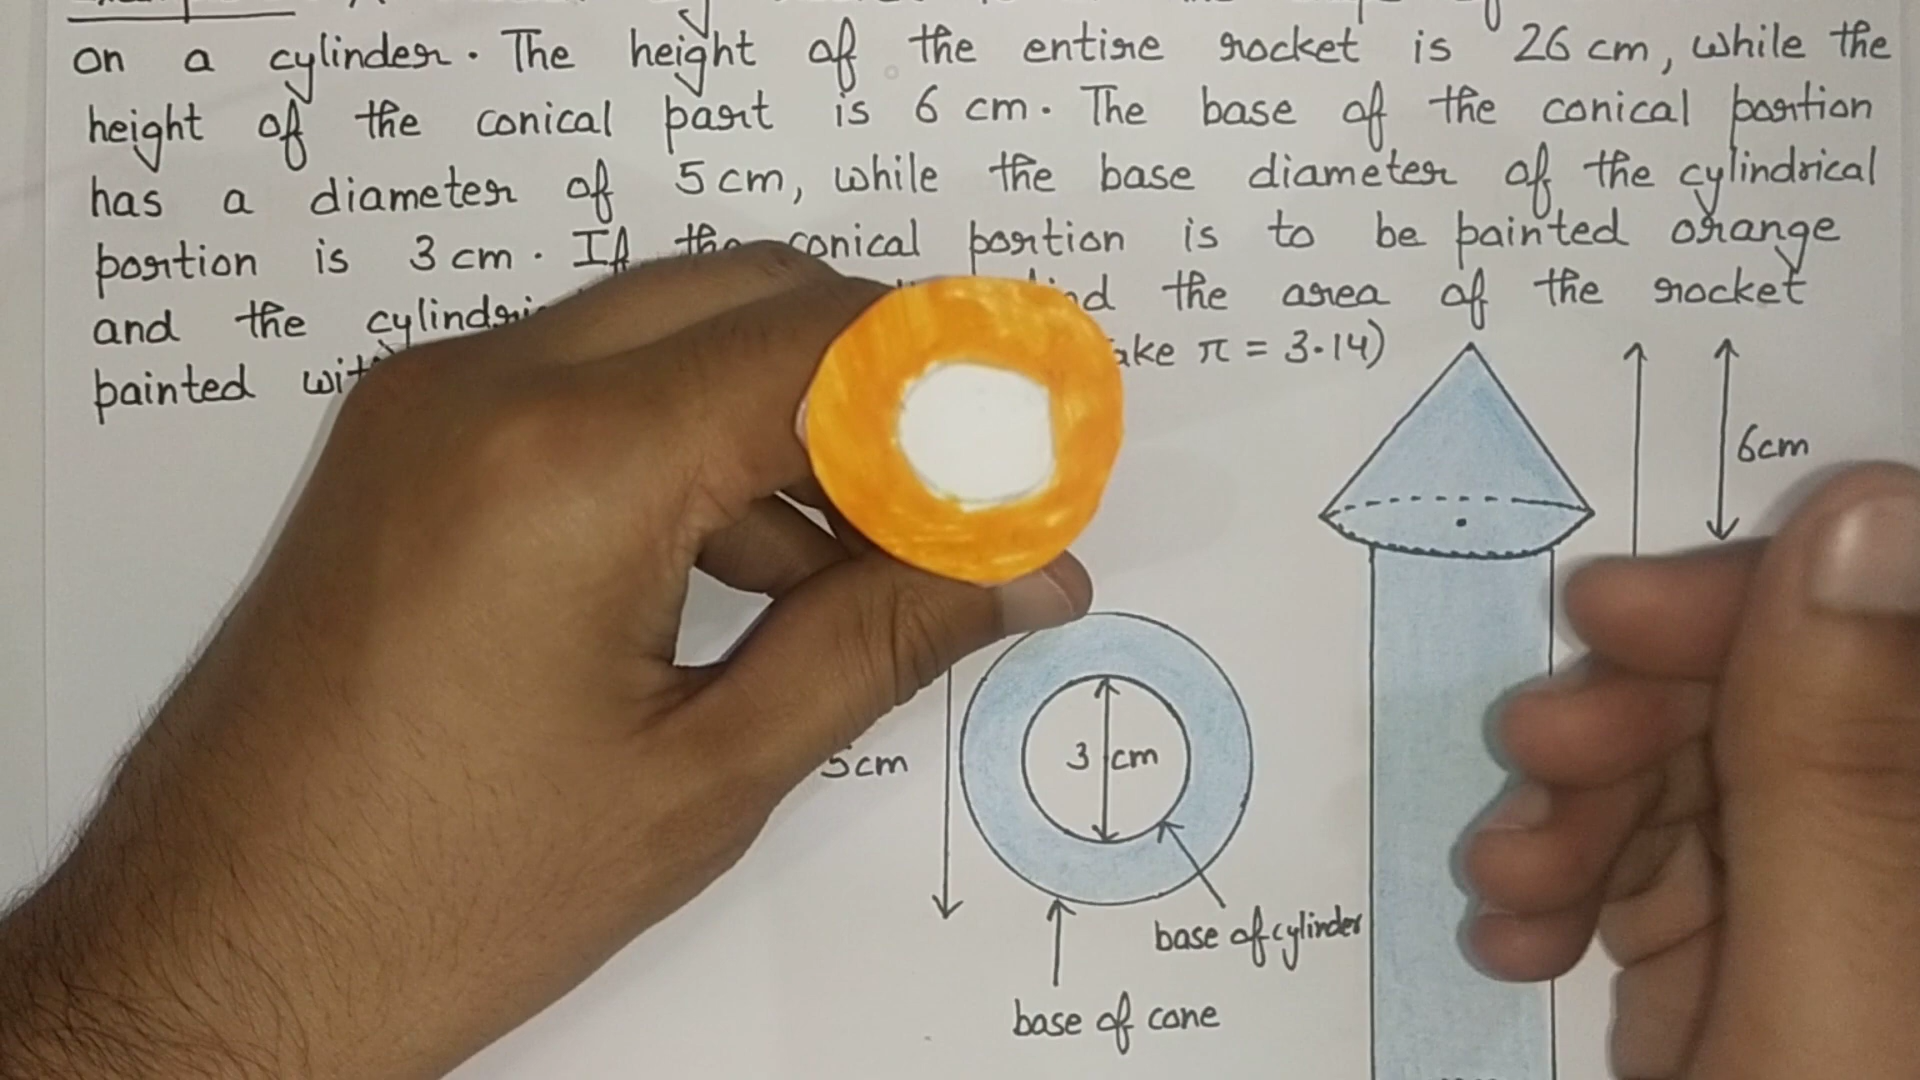 on a cylinder. The height of the entire rocket is 26 cm, while the
height of the conical part is 6 cm. The base of the conical portion
has a diameter of 5 cm, while the base diameter of the cylindrical
portion is 3 cm. If the conical portion is to be painted orange
and the the area of the rocket
painted π = 3.14)
6cm
5cm
3 cm
base of cylinder
base of cone